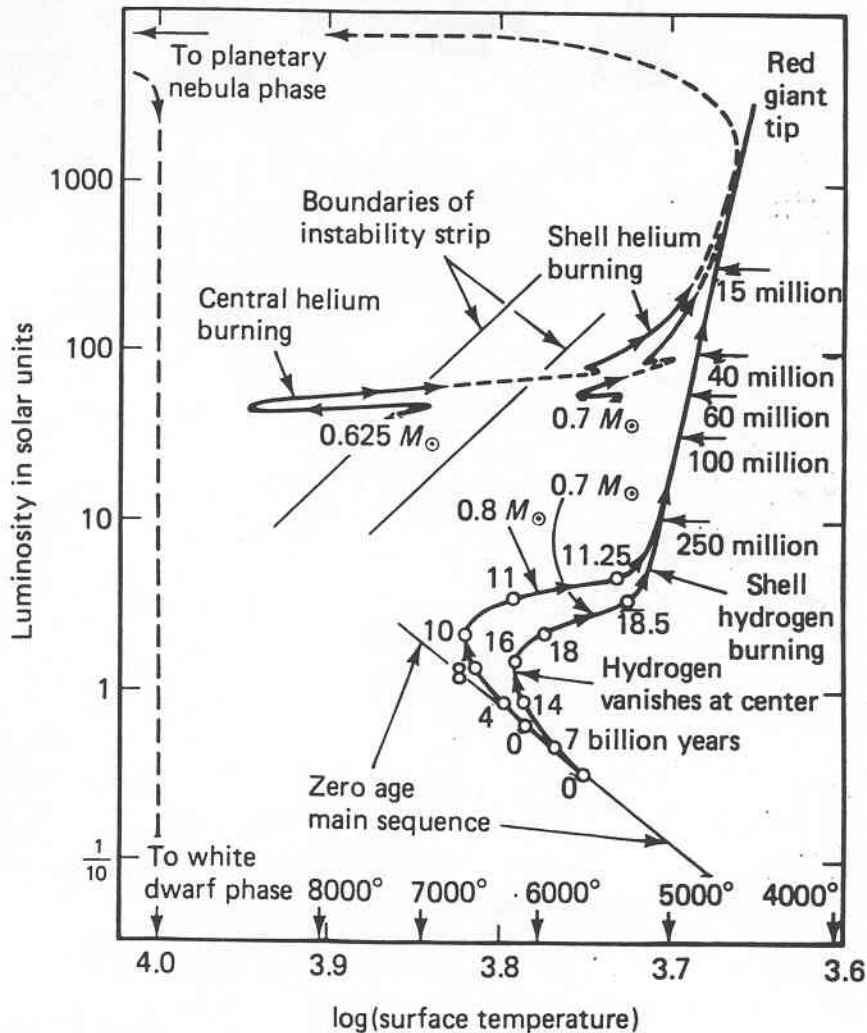 To planetary
nebula phase
Red
giant
tip
1000
Boundaries of
instability strip
Shell helium
burning
15 million
Central helium
burning
100
40 million
0.625 M☉
0.7 M☉
60 million
100 million
0.7 M☉
0.8 M☉
10
11.25
250 million
11
Shell
hydrogen
burning
10
16
18
18.5
8
Hydrogen
vanishes at center
1
4
14
0
7 billion years
Zero age
main sequence
0
1/10
To white
dwarf phase
8000°
7000°
6000°
5000°
4000°
4.0
3.9
3.8
3.7
3.6
log(surface temperature)
Luminosity in solar units